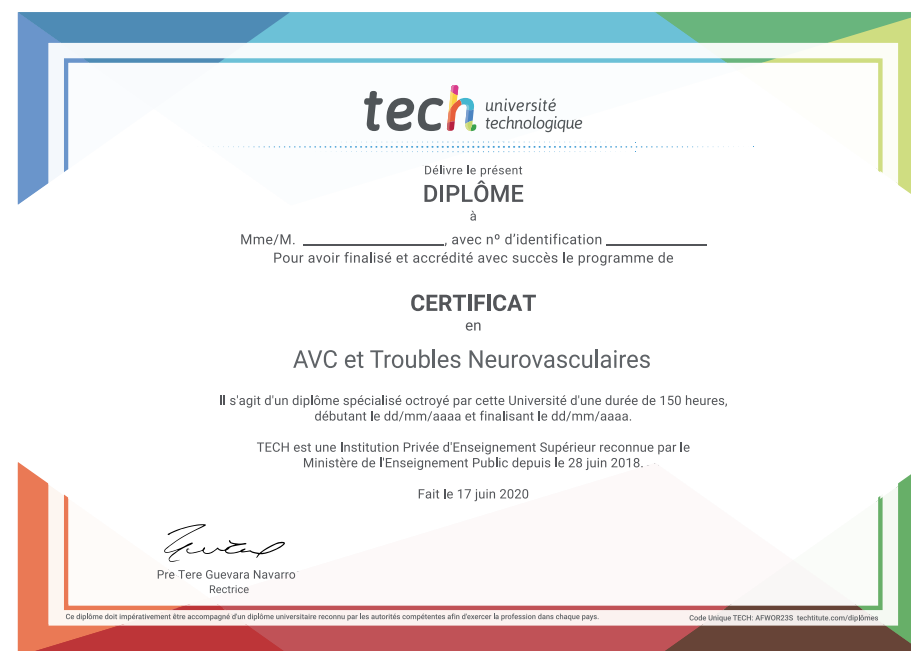 tech université
technologique
Délivre le présent
DIPLÔME
à
Mme/M. ____________________, avec nº d'identification ______________
Pour avoir finalisé et accrédité avec succès le programme de
CERTIFICAT
en
AVC et Troubles Neurovasculaires
Il s'agit d'un diplôme spécialisé octroyé par cette Université d'une durée de 150 heures,
débutant le dd/mm/aaaa et finalisant le dd/mm/aaaa.
TECH est une Institution Privée d'Enseignement Supérieur reconnue par le
Ministère de l'Enseignement Public depuis le 28 juin 2018.
Fait le 17 juin 2020
Pre Tere Guevara Navarro
Rectrice
Ce diplôme doit impérativement être accompagné d'un diplôme universitaire reconnu par les autorités compétentes afin d'exercer la profession dans chaque pays.
Code Unique TECH: AFWOR23S techtitute.com/diplômes